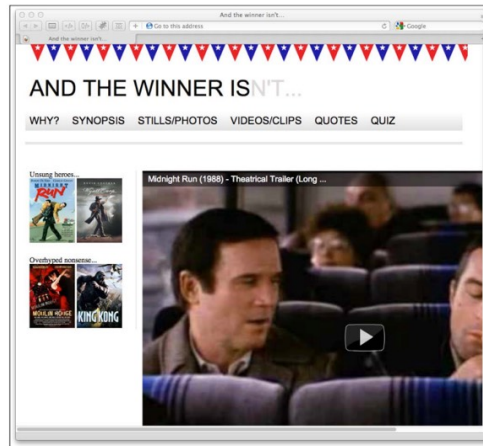 And the winner isn't...
Go to this address
Google
And the winner isn't...
AND THE WINNER ISN'T...
WHY? SYNOPSIS STILLS/PHOTOS VIDEOS/CLIPS QUOTES QUIZ
Unsung heroes...
MIDNIGHT
RUN
Overhyped nonsense...
MOULIN ROUGE
KING KONG
Midnight Run (1988) - Theatrical Trailer (Long ...